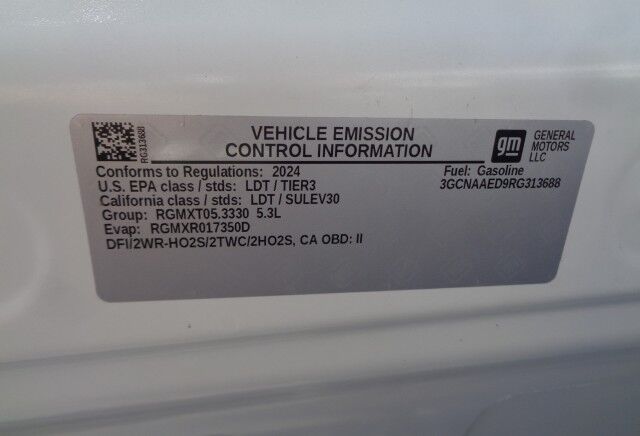 RG313688
VEHICLE EMISSION
CONTROL INFORMATION
gm
GENERAL
MOTORS
LLC
Conforms to Regulations: 2024
Fuel: Gasoline
U.S. EPA class / stds: LDT / TIER3
3GCNAAED9RG313688
California class / stds: LDT / SULEV30
Group: RGMXT05.3330 5.3L
Evap: RGMXR017350D
DFI/2WR-HO2S/2TWC/2HO2S, CA OBD: II